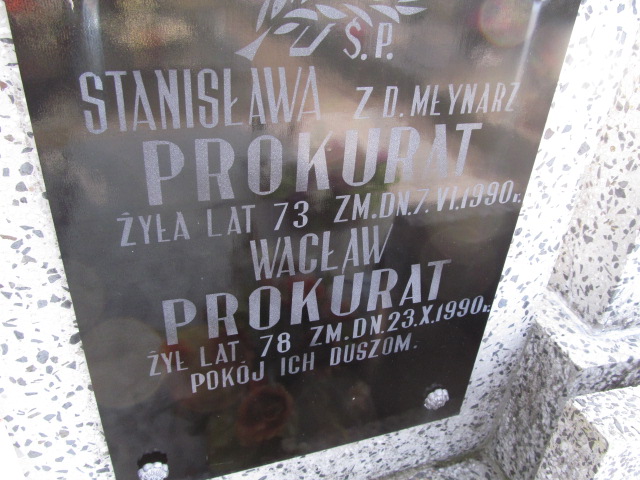 Ś.P.
STANISŁAWA Z D. MŁYNARZ
PROKURAT
ŻYŁA LAT 73 ZM.DN.7.VI.1990r.
WACŁAW
PROKURAT
ŻYŁ LAT 78 ZM.DN.23.X.1990r.
POKÓJ ICH DUSZOM.